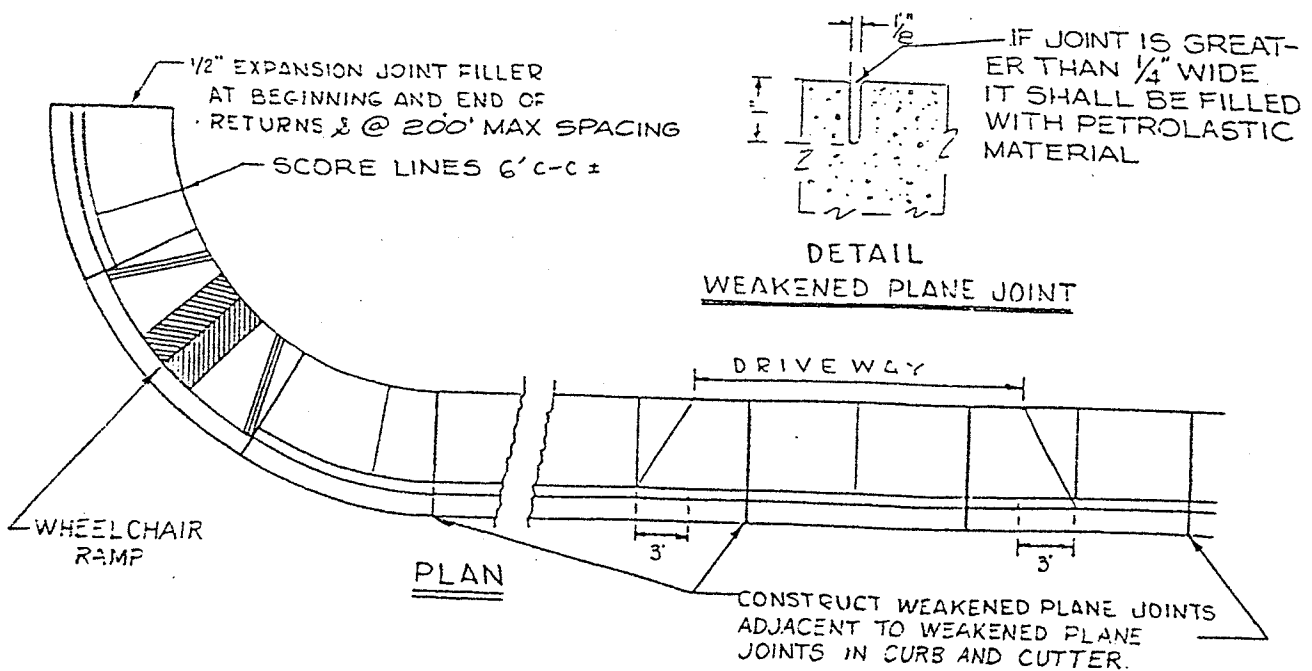 1/2" EXPANSION JOINT FILLER
AT BEGINNING AND END OF
RETURNS & @ 200' MAX SPACING
SCORE LINES 6' C-C ±
1/8"
1"
IF JOINT IS GREAT-
ER THAN 1/4" WIDE
IT SHALL BE FILLED
WITH PETROLASTIC
MATERIAL
DETAIL
WEAKENED PLANE JOINT
DRIVEWAY
WHEELCHAIR
RAMP
3'
3'
PLAN
CONSTRUCT WEAKENED PLANE JOINTS
ADJACENT TO WEAKENED PLANE
JOINTS IN CURB AND CUTTER.